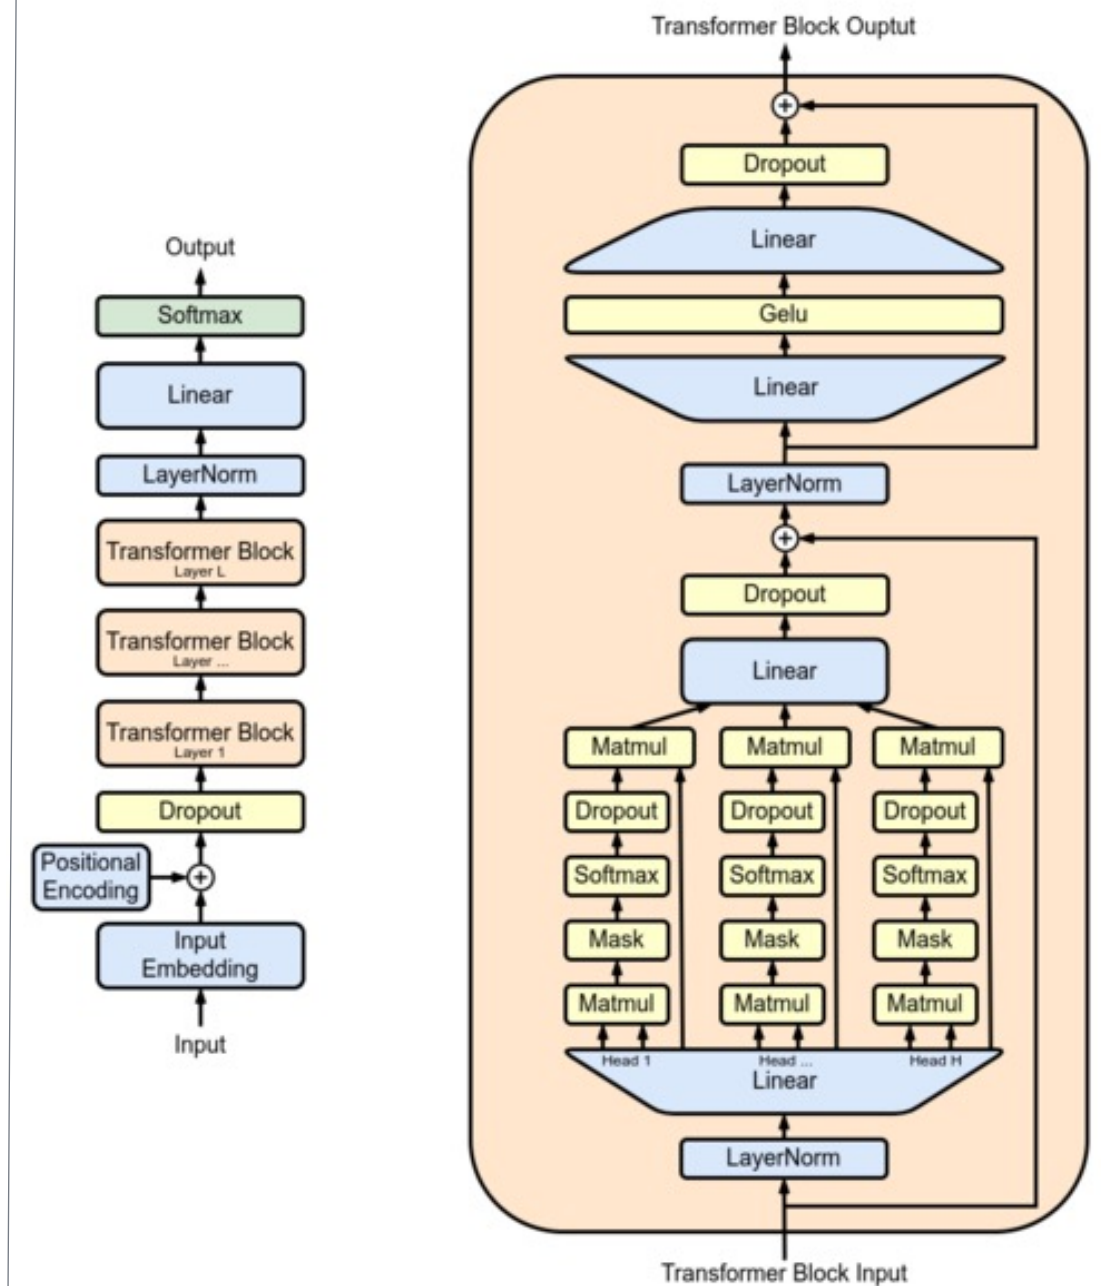 Output
Softmax
Linear
LayerNorm
Transformer Block
Layer L
Transformer Block
Layer ...
Transformer Block
Layer 1
Dropout
Positional
Encoding
+
Input
Embedding
Input
Transformer Block Ouptut
+
Dropout
Linear
Gelu
Linear
LayerNorm
+
Dropout
Linear
Matmul Matmul Matmul
Dropout Dropout Dropout
Softmax Softmax Softmax
Mask Mask Mask
Matmul Matmul Matmul
Head 1 Head ... Head H
Linear
LayerNorm
Transformer Block Input